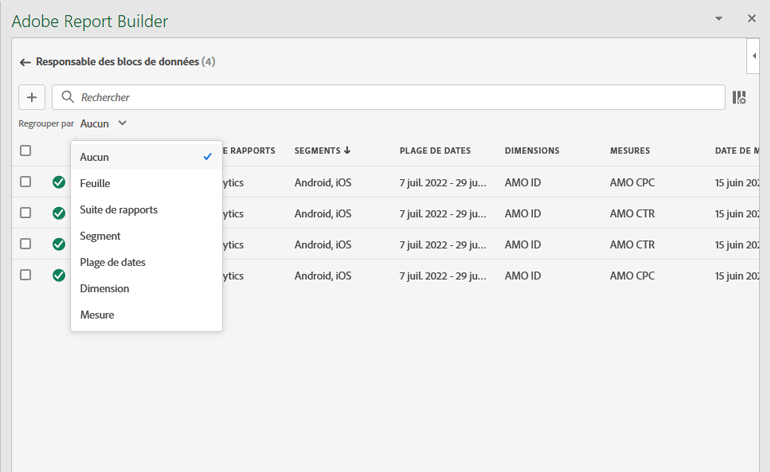 Adobe Report Builder
Responsable des blocs de données (4)
Rechercher
Regrouper par Aucun
E RAPPORTS SEGMENTS PLAGE DE DATES DIMENSIONS MESURES DATE DE M
ytics Android, iOS 7 juil. 2022 - 29 ju... AMO ID AMO CPC 15 juin 202
ytics Android, iOS 7 juil. 2022 - 29 ju... AMO ID AMO CTR 15 juin 202
ytics Android, iOS 7 juil. 2022 - 29 ju... AMO ID AMO CTR 15 juin 202
ytics Android, iOS 7 juil. 2022 - 29 ju... AMO ID AMO CPC 15 juin 202
Aucun
Feuille
Suite de rapports
Segment
Plage de dates
Dimension
Mesure